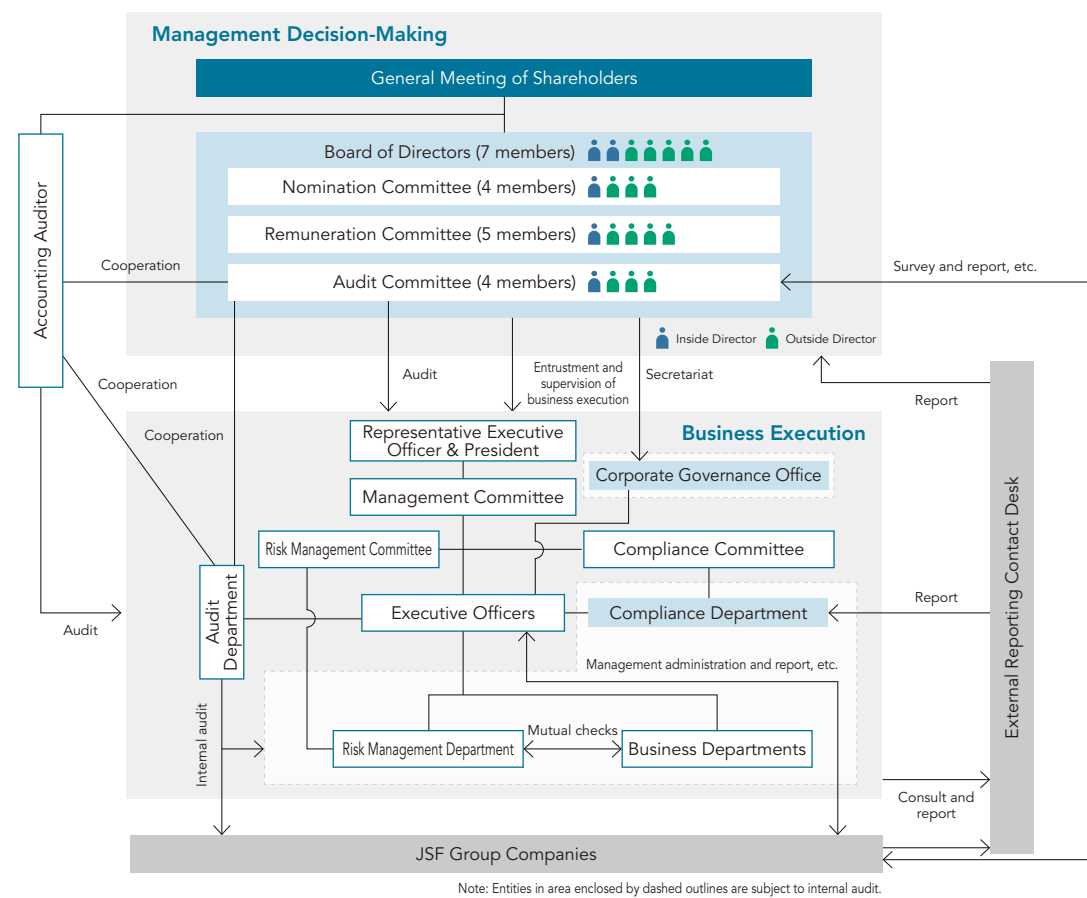 Management Decision-Making
General Meeting of Shareholders
Board of Directors (7 members)
Nomination Committee (4 members)
Remuneration Committee (5 members)
Audit Committee (4 members)
Accounting Auditor
Cooperation
Survey and report, etc.
Inside Director
Outside Director
Cooperation
Audit
Entrustment and
supervision of
business execution
Secretariat
Report
Cooperation
Business Execution
Representative Executive
Officer & President
Corporate Governance Office
Management Committee
Risk Management Committee
Compliance Committee
External Reporting Contact Desk
Audit
Department
Executive Officers
Compliance Department
Report
Audit
Management administration and report, etc.
Internal audit
Mutual checks
Risk Management Department
Business Departments
Consult and
report
JSF Group Companies
Note: Entities in area enclosed by dashed outlines are subject to internal audit.